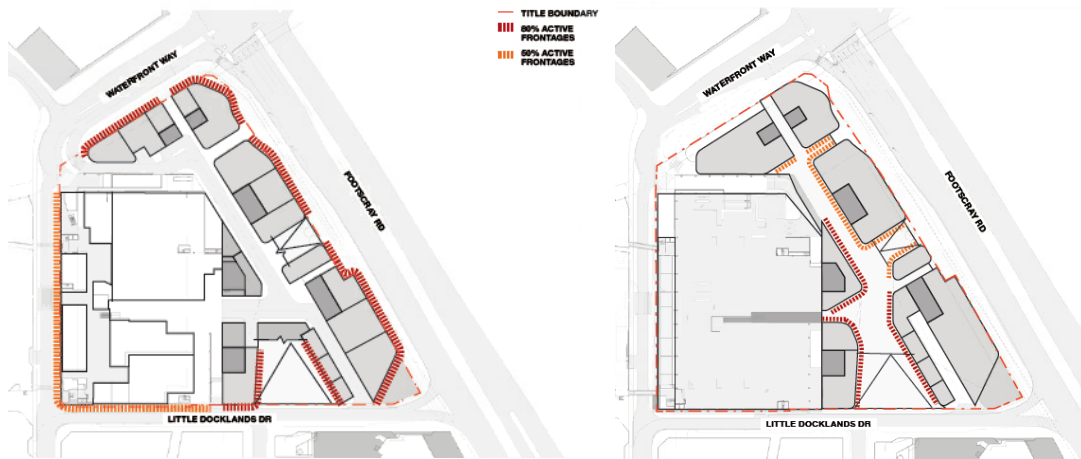 TITLE BOUNDARY
80% ACTIVE
FRONTAGES
50% ACTIVE
FRONTAGES
WATERFRONT WAY
FOOTSCRAY RD
LITTLE DOCKLANDS DR
WATERFRONT WAY
FOOTSCRAY RD
LITTLE DOCKLANDS DR